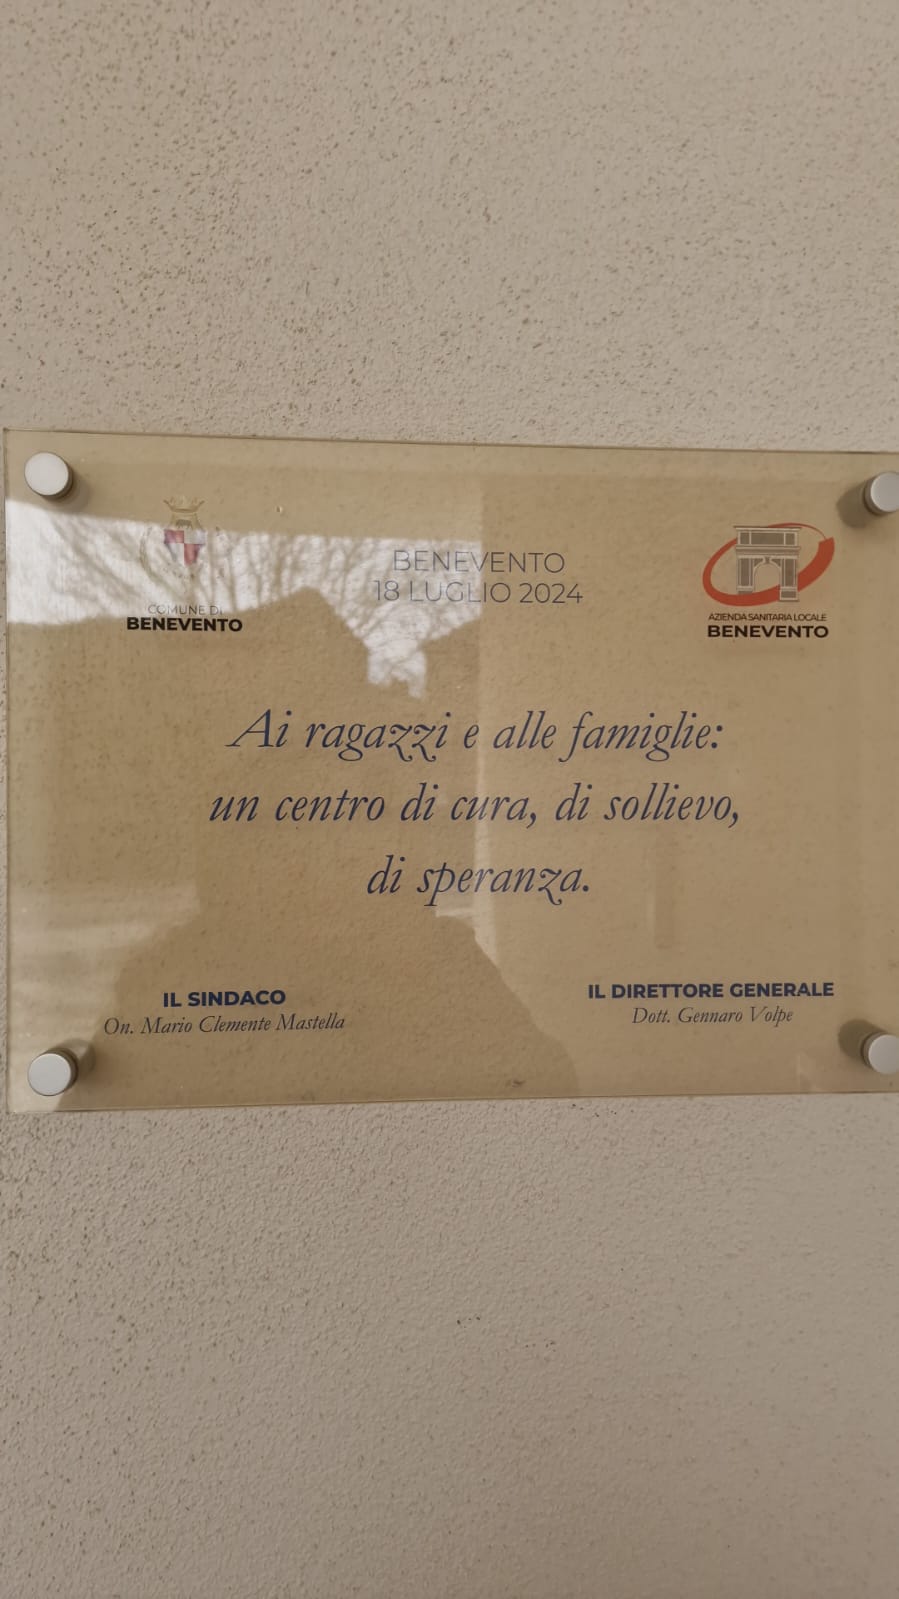 COMUNE DI
BENEVENTO
BENEVENTO
18 LUGLIO 2024
AZIENDA SANITARIA LOCALE
BENEVENTO
Ai ragazzi e alle famiglie:
un centro di cura, di sollievo,
di speranza.
IL SINDACO
On. Mario Clemente Mastella
IL DIRETTORE GENERALE
Dott. Gennaro Volpe